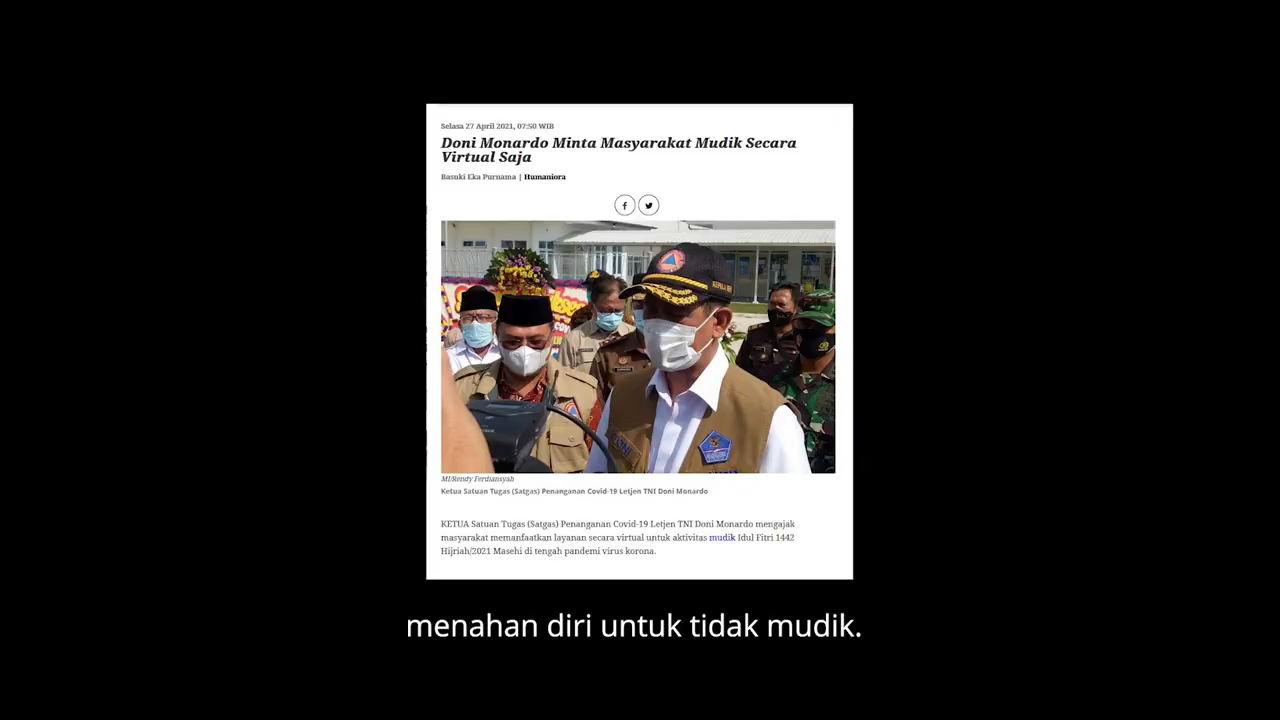 Selasa 27 April 2021, 07:50 WIB
Doni Monardo Minta Masyarakat Mudik Secara
Virtual Saja
Basuki Eka Purnama | Humaniora
MI/Rendy Ferdiansyah
Ketua Satuan Tugas (Satgas) Penanganan Covid-19 Letjen TNI Doni Monardo
KETUA Satuan Tugas (Satgas) Penanganan Covid-19 Letjen TNI Doni Monardo mengajak
masyarakat memanfaatkan layanan secara virtual untuk aktivitas mudik Idul Fitri 1442
Hijriah/2021 Masehi di tengah pandemi virus korona.
menahan diri untuk tidak mudik.